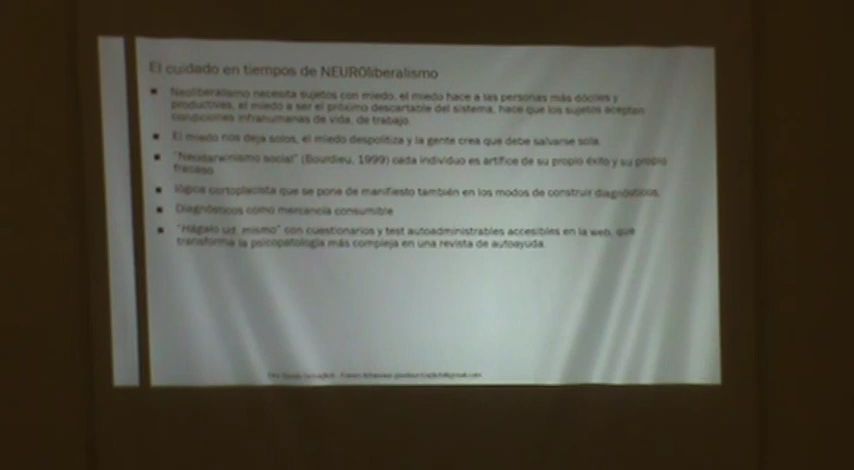 El cuidado en tiempos de NEUROliberalismo
▪ Neoliberalismo necesita sujetos con miedo, el miedo hace a las personas más dóciles y
productivas, el miedo a ser el próximo descartable del sistema, hace que los sujetos acepten
condiciones infrahumanas de vida, de trabajo.
▪ El miedo nos deja solos, el miedo despolitiza y la gente crea que debe salvarse sola.
▪ "Neodarwinismo social" (Bourdieu, 1999) cada individuo es artífice de su propio éxito y su propio
fracaso
▪ lógica cortoplacista que se pone de manifiesto también en los modos de construir diagnósticos.
▪ Diagnósticos como mercancía consumible
▪ "Hágalo ud. mismo" con cuestionarios y test autoadministrables accesibles en la web, que
transforma la psicopatología más compleja en una revista de autoayuda.